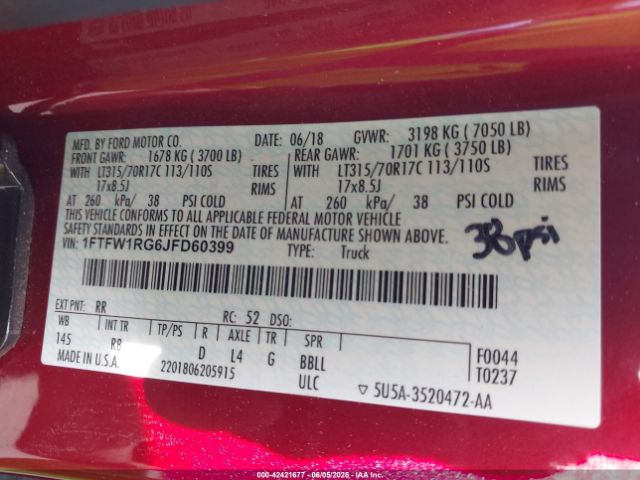 MFD. BY FORD MOTOR CO. DATE: 06/18 GVWR: 3198 KG ( 7050 LB)
FRONT GAWR: 1678 KG ( 3700 LB) REAR GAWR: 1701 KG ( 3750 LB)
WITH LT315/70R17C 113/110S TIRES WITH LT315/70R17C 113/110S TIRES
17x8.5J RIMS 17x8.5J RIMS
AT 260 kPa/ 38 PSI COLD AT 260 kPa/ 38 PSI COLD
THIS VEHICLE CONFORMS TO ALL APPLICABLE FEDERAL MOTOR VEHICLE
SAFETY STANDARDS IN EFFECT ON THE DATE OF MANUFACTURE SHOWN ABOVE.
VIN: 1FTFW1RG6JFD60399 TYPE: Truck
38 psi
EXT PNT: RR RC: 52 DSO:
WB INT TR TP/PS R AXLE TR SPR
145 RB D L4 G BBLL F0044
MADE IN U.S.A. 2201806205915 ULC T0237
▽ 5U5A-3520472-AA
000-42421677 - 06/05/2025 - ©IAA, Inc.